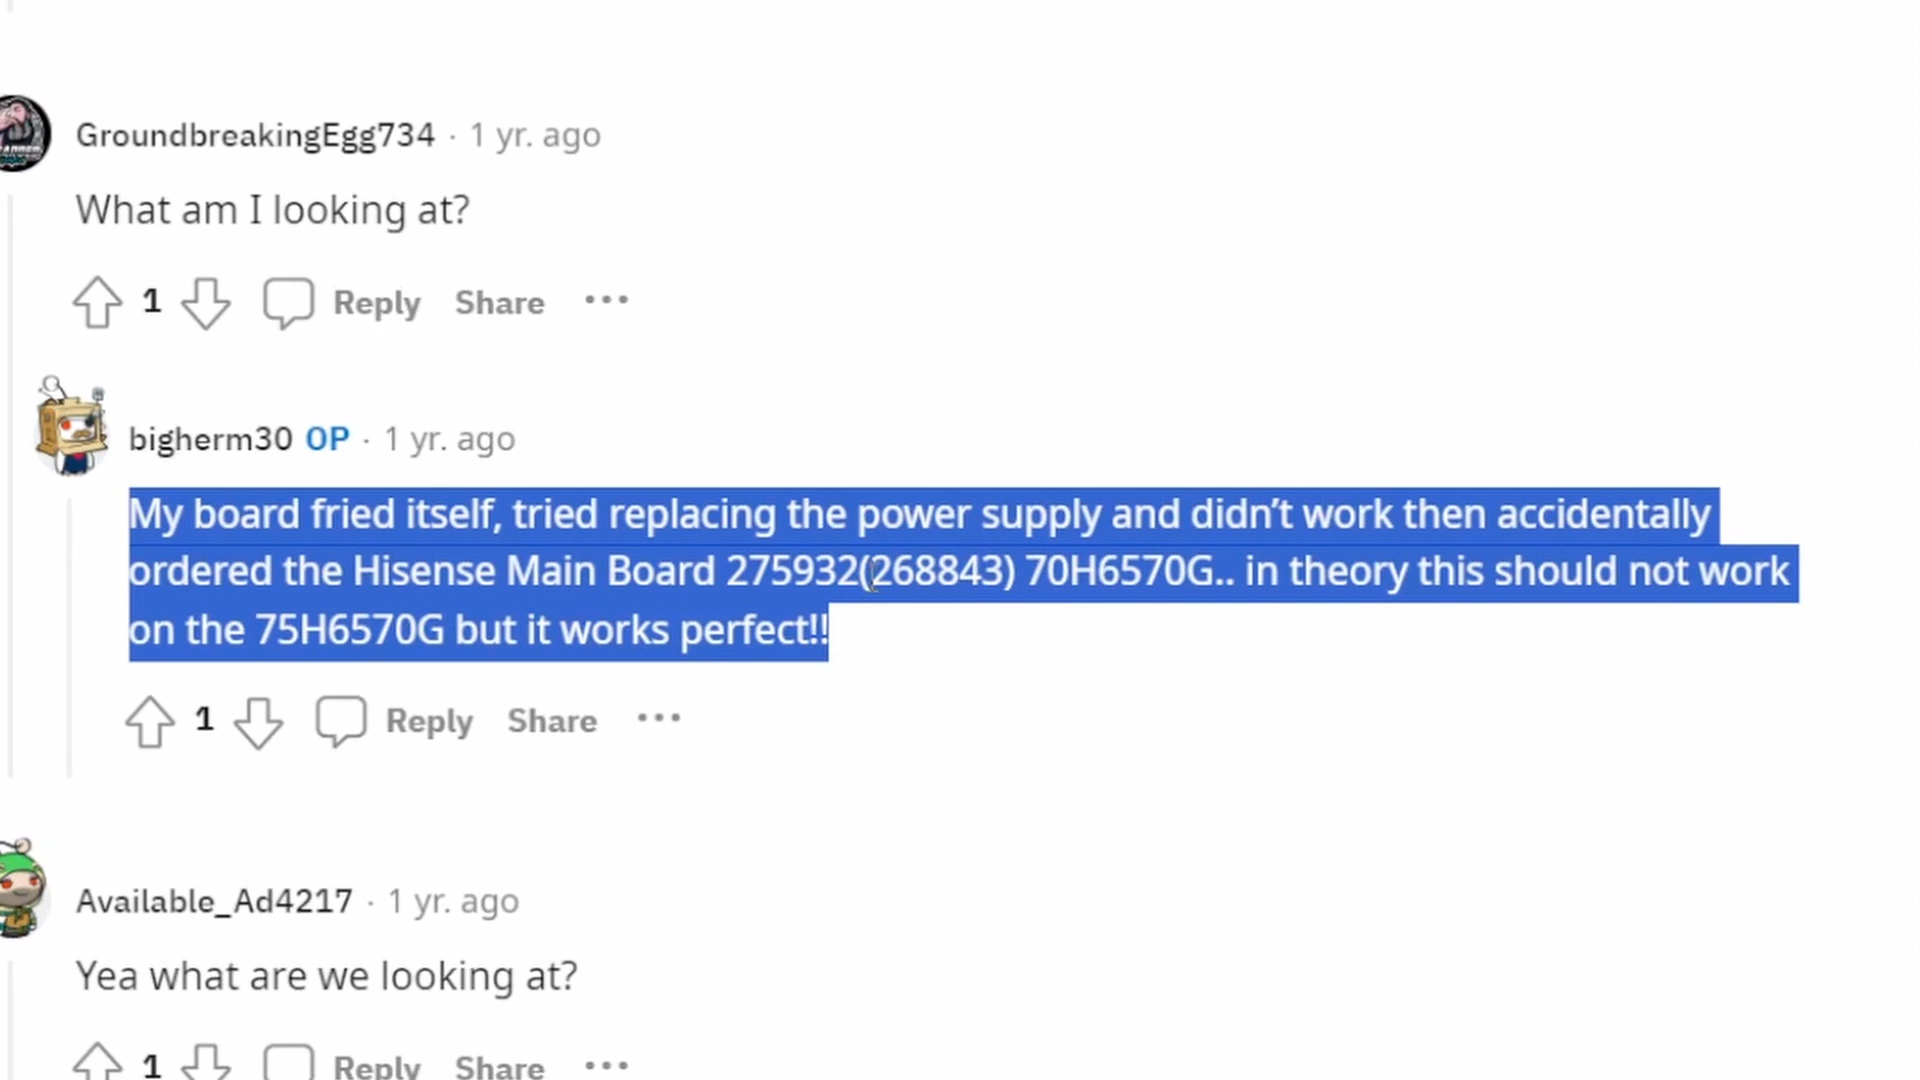 GroundbreakingEgg734 · 1 yr. ago
What am I looking at?
1 Reply Share ···
bigherm30 OP · 1 yr. ago
My board fried itself, tried replacing the power supply and didn’t work then accidentally
ordered the Hisense Main Board 275932(268843) 70H6570G.. in theory this should not work
on the 75H6570G but it works perfect!!
1 Reply Share ···
Available_Ad4217 · 1 yr. ago
Yea what are we looking at?
1 Reply Share ···